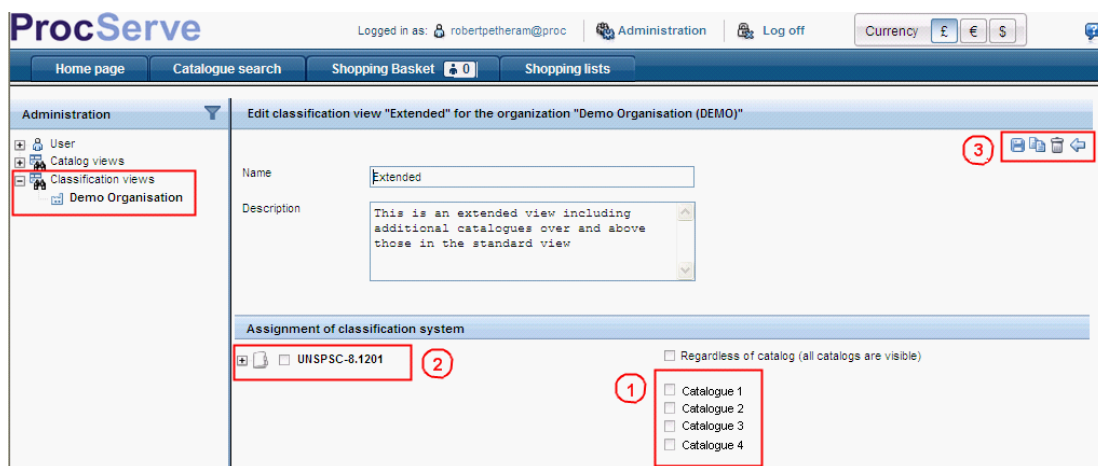 ProcServe
Logged in as: robertpetheram@proc
Administration
Log off
Currency £ € $
Home page
Catalogue search
Shopping Basket 0
Shopping lists
Administration
Edit classification view "Extended" for the organization "Demo Organisation (DEMO)"
User
Catalog views
Classification views
Demo Organisation
3
Name
Extended
Description
This is an extended view including
additional catalogues over and above
those in the standard view
Assignment of classification system
UNSPSC-8.1201
2
Regardless of catalog (all catalogs are visible)
1
Catalogue 1
Catalogue 2
Catalogue 3
Catalogue 4